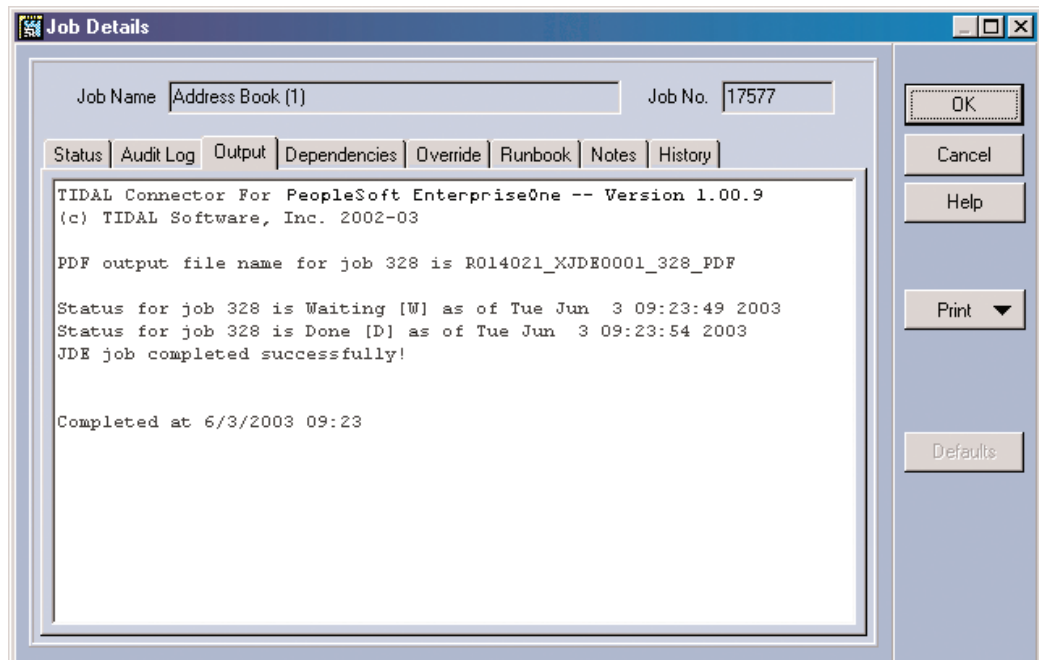 Job Details
Job Name Address Book (1) Job No. 17577
OK
Cancel
Help
Print
Defaults
Status Audit Log Output Dependencies Override Runbook Notes History
TIDAL Connector For PeopleSoft EnterpriseOne -- Version 1.00.9
(c) TIDAL Software, Inc. 2002-03
PDF output file name for job 328 is R014021_XJDE0001_328_PDF
Status for job 328 is Waiting [W] as of Tue Jun  3 09:23:49 2003
Status for job 328 is Done [D] as of Tue Jun  3 09:23:54 2003
JDE job completed successfully!
Completed at 6/3/2003 09:23